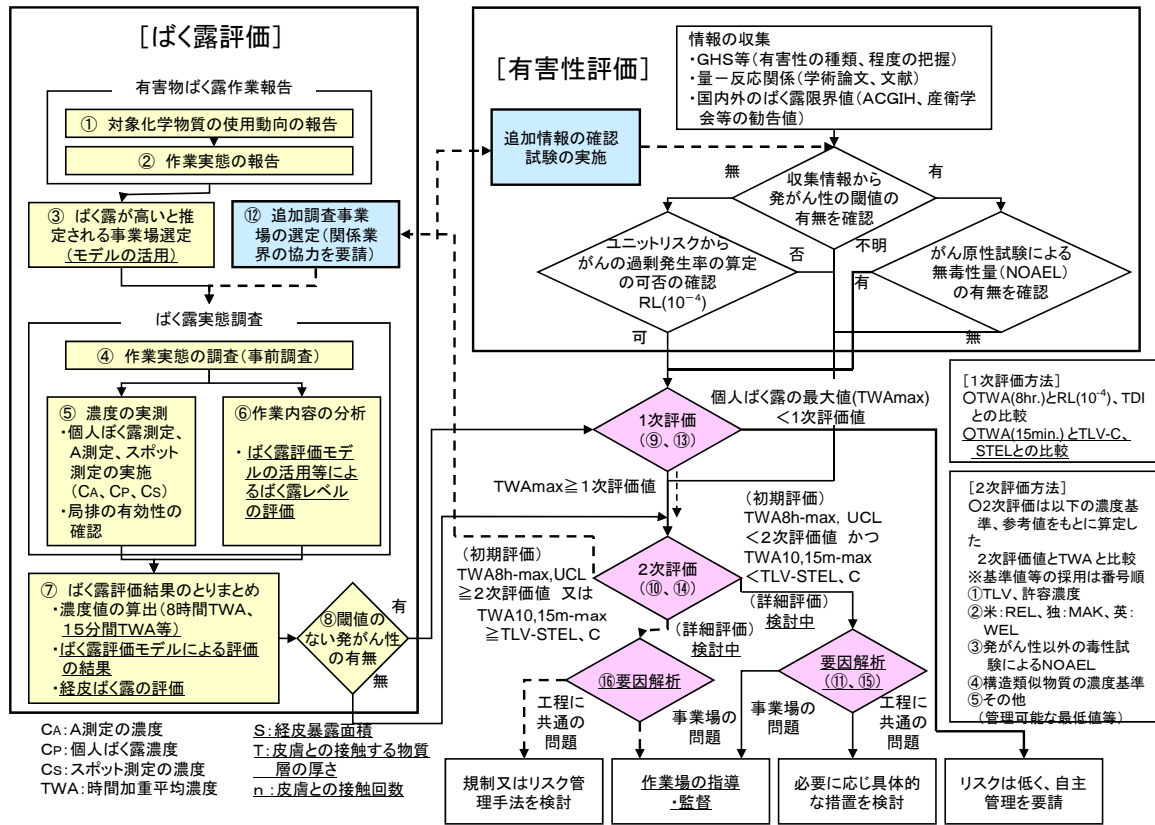 [ばく露評価]
有害物ばく露作業報告
① 対象化学物質の使用動向の報告
② 作業実態の報告
③ ばく露が高いと推
定される事業場選定
(モデルの活用)
⑫ 追加調査事業
場の選定(関係業
界の協力を要請)
ばく露実態調査
④ 作業実態の調査(事前調査)
⑤ 濃度の実測
・個人ばく露測定、
A測定、スポット
測定の実施
(CA、CP、CS)
・局排の有効性の
確認
⑥作業内容の分析
・ばく露評価モデ
ルの活用等によ
るばく露レベル
の評価
⑦ ばく露評価結果のとりまとめ
・濃度値の算出(8時間TWA、
15分間TWA等)
・ばく露評価モデルによる評価
の結果
・経皮ばく露の評価
⑧閾値の
ない発がん性
の有無
有
無
CA:A測定の濃度
CP:個人ばく露濃度
CS:スポット測定の濃度
TWA:時間加重平均濃度
S:経皮暴露面積
T:皮膚との接触する物質
層の厚さ
n:皮膚との接触回数
[有害性評価]
情報の収集
・GHS等(有害性の種類、程度の把握)
・量-反応関係(学術論文、文献)
・国内外のばく露限界値(ACGIH、産衛学
会等の勧告値)
追加情報の確認
試験の実施
無
有
収集情報から
発がん性の閾値の
有無を確認
不明
ユニットリスクから
がんの過剰発生率の算定
の可否の確認
RL(10⁻⁴)
否
可
がん原性試験による
無毒性量(NOAEL)
の有無を確認
有
無
1次評価
(⑨、⑬)
個人ばく露の最大値(TWAmax)
<1次評価値
TWAmax≧1次評価値
(初期評価)
TWA8h-max, UCL
<2次評価値 かつ
TWA10,15m-max
<TLV-STEL、C
(初期評価)
TWA8h-max,UCL
≧2次評価値 又は
TWA10,15m-max
≧TLV-STEL、C
2次評価
(⑩、⑭)
(詳細評価)
検討中
(詳細評価)
検討中
⑯要因解析
要因解析
(⑪、⑮)
工程に
共通の
問題
事業場の
問題
事業場の
問題
工程に
共通の
問題
規制又はリスク管
理手法を検討
作業場の指導
・監督
必要に応じ具体的
な措置を検討
リスクは低く、自主
管理を要請
[1次評価方法]
〇TWA(8hr.)とRL(10⁻⁴)、TDI
との比較
〇TWA(15min.)とTLV-C、
STELとの比較
[2次評価方法]
〇2次評価は以下の濃度基
準、参考値をもとに算定し
た
2次評価値とTWAと比較
※基準値等の採用は番号順
①TLV、許容濃度
②米:REL、独:MAK、英:
WEL
③発がん性以外の毒性試
験によるNOAEL
④構造類似物質の濃度基準
⑤その他
(管理可能な最低値等)